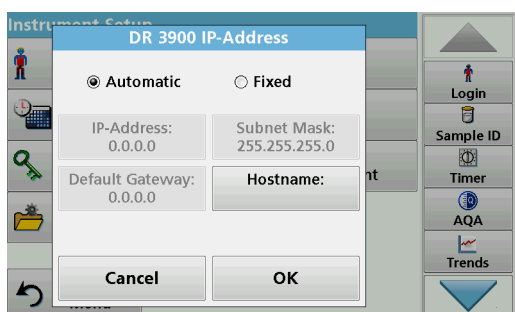 Instrument Setup
DR 3900 IP-Address
Automatic
Fixed
IP-Address:
0.0.0.0
Subnet Mask:
255.255.255.0
Default Gateway:
0.0.0.0
Hostname:
Cancel
OK
Login
Sample ID
Timer
AQA
Trends